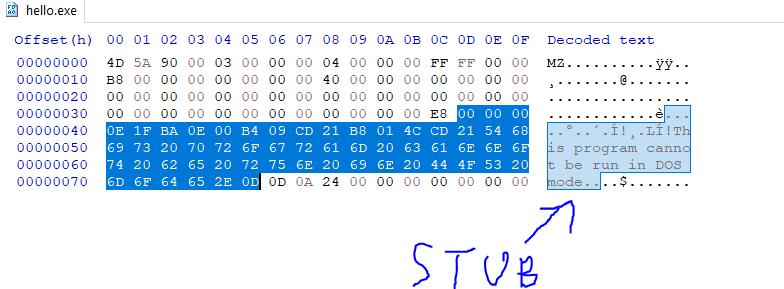 hello.exe
Offset(h) 00 01 02 03 04 05 06 07 08 09 0A 0B 0C 0D 0E 0F Decoded text
00000000 4D 5A 90 00 03 00 00 00 04 00 00 00 FF FF 00 00 MZ..........ÿÿ..
00000010 B8 00 00 00 00 00 00 00 40 00 00 00 00 00 00 00 ¸.......@.......
00000020 00 00 00 00 00 00 00 00 00 00 00 00 00 00 00 00 ................
00000030 00 00 00 00 00 00 00 00 00 00 00 00 E8 00 00 00 ............è...
00000040 0E 1F BA 0E 00 B4 09 CD 21 B8 01 4C CD 21 54 68 ..º..´.Í!¸.LÍ!Th
00000050 69 73 20 70 72 6F 67 72 61 6D 20 63 61 6E 6E 6F is program canno
00000060 74 20 62 65 20 72 75 6E 20 69 6E 20 44 4F 53 20 t be run in DOS
00000070 6D 6F 64 65 2E 0D 0D 0A 24 00 00 00 00 00 00 00 mode....$.......
STUB